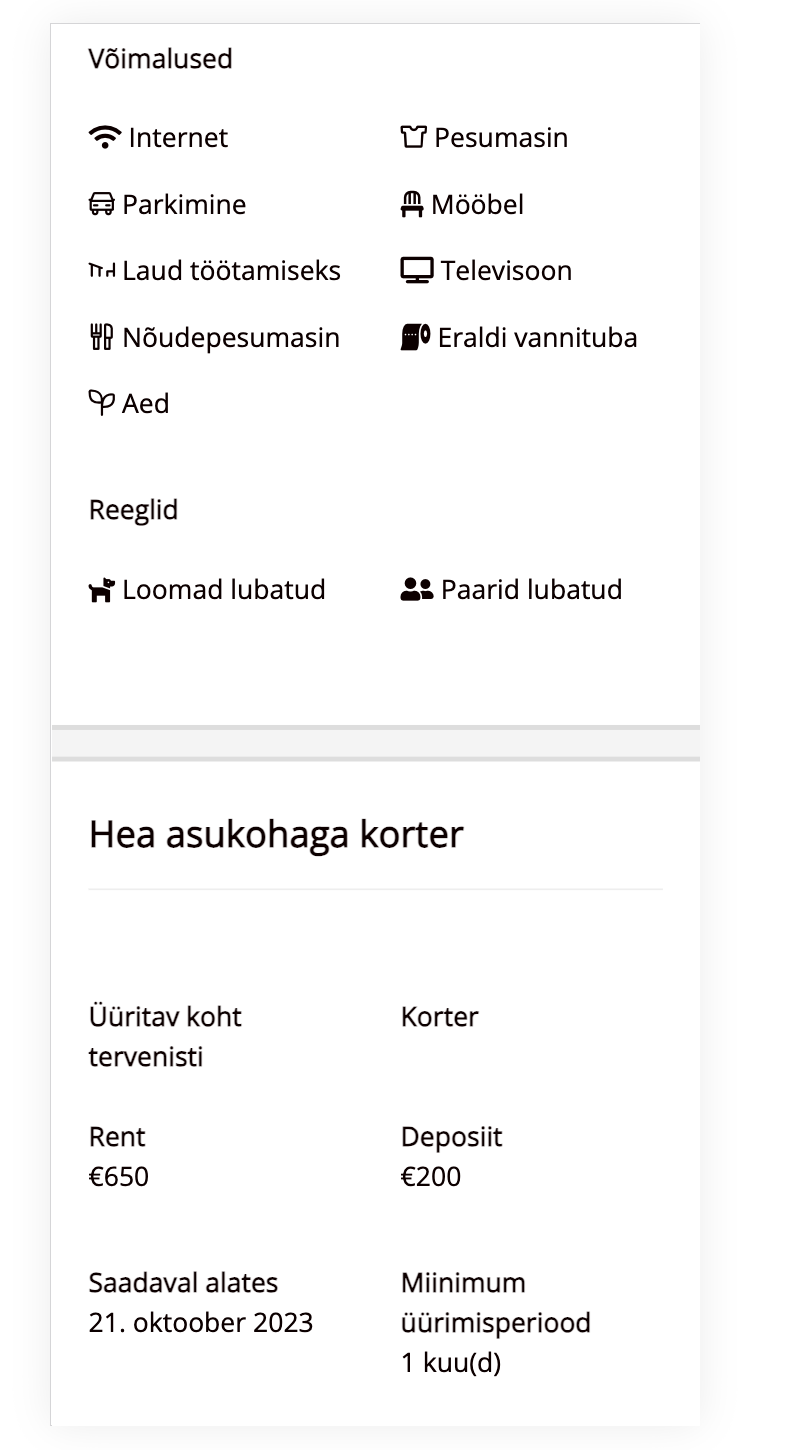 Võimalused
Internet
Pesumasin
Parkimine
Mööbel
Laud töötamiseks
Televisoon
Nõudepesumasin
Eraldi vannituba
Aed
Reeglid
Loomad lubatud
Paarid lubatud
Hea asukohaga korter
Üüritav koht
tervenisti
Korter
Rent
€650
Deposiit
€200
Saadaval alates
21. oktoober 2023
Miinimum
üürimisperiood
1 kuu(d)